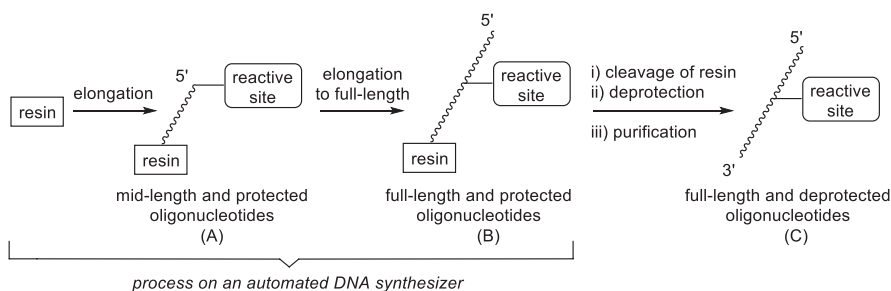 resin
elongation
5'
reactive
site
resin
mid-length and protected
oligonucleotides
(A)
elongation
to full-length
5'
reactive
site
resin
full-length and protected
oligonucleotides
(B)
i) cleavage of resin
ii) deprotection
iii) purification
5'
reactive
site
3'
full-length and deprotected
oligonucleotides
(C)
process on an automated DNA synthesizer